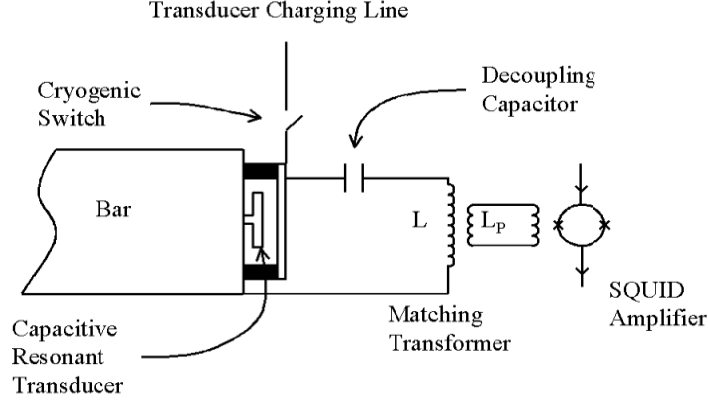 Transducer Charging Line
Cryogenic
Switch
Decoupling
Capacitor
Bar
L
LP
SQUID
Amplifier
Matching
Transformer
Capacitive
Resonant
Transducer